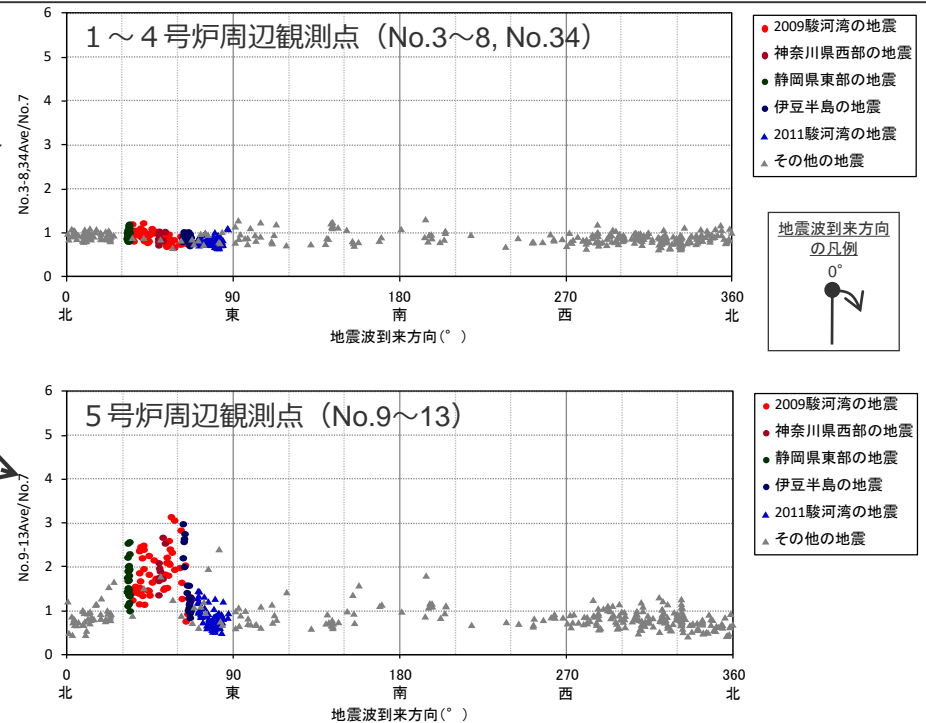 1～4号炉周辺観測点（No.3～8, No.34）
No.3-8,34Ave/No.7
6
5
4
3
2
1
0
0
90
180
270
360
北
東
南
西
北
地震波到来方向(°)
2009駿河湾の地震
神奈川県西部の地震
静岡県東部の地震
伊豆半島の地震
2011駿河湾の地震
その他の地震
地震波到来方向
の凡例
0°
5号炉周辺観測点（No.9～13）
No.9-13Ave/No.7
6
5
4
3
2
1
0
0
90
180
270
360
北
東
南
西
北
地震波到来方向(°)
2009駿河湾の地震
神奈川県西部の地震
静岡県東部の地震
伊豆半島の地震
2011駿河湾の地震
その他の地震